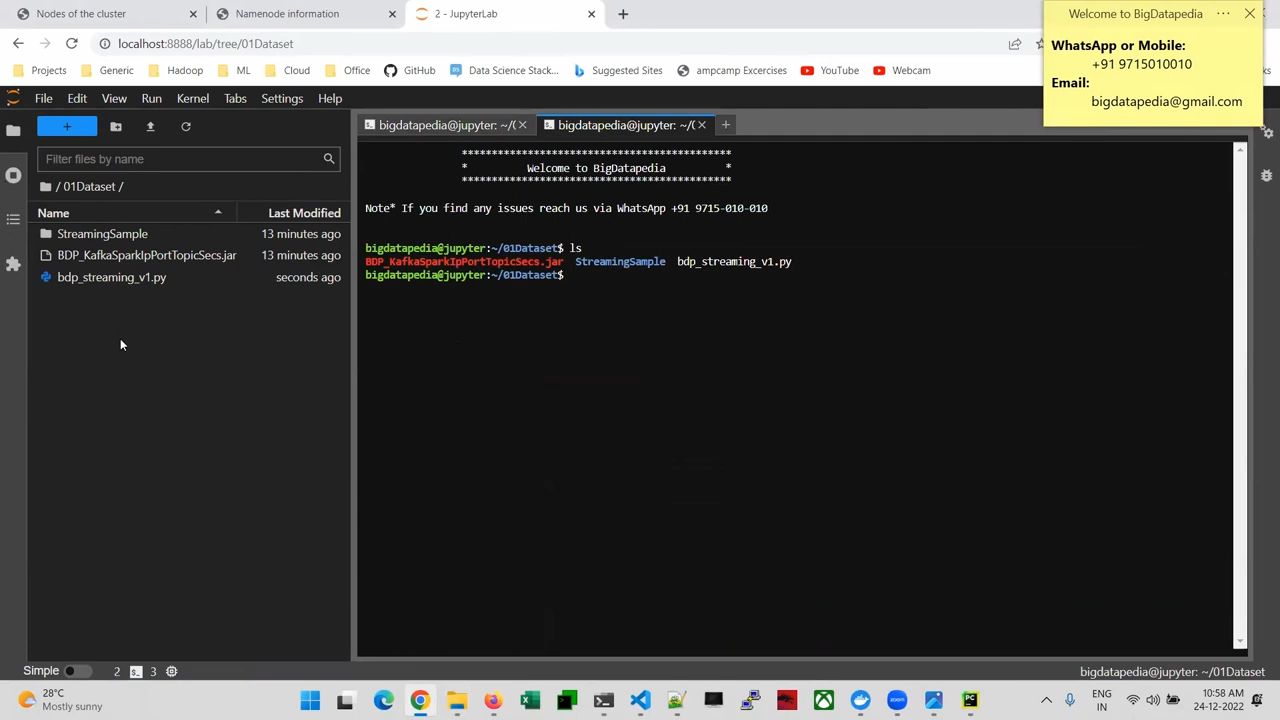 Nodes of the cluster
Namenode information
2 - JupyterLab
Welcome to BigDatapedia
WhatsApp or Mobile:
+91 9715010010
Email:
bigdatapedia@gmail.com
localhost:8888/lab/tree/01Dataset
Projects
Generic
Hadoop
ML
Cloud
Office
GitHub
Data Science Stack...
Suggested Sites
ampcamp Excercises
YouTube
Webcam
File Edit View Run Kernel Tabs Settings Help
bigdatapedia@jupyter: ~/(
bigdatapedia@jupyter: ~/(
Filter files by name
/ 01Dataset /
Name Last Modified
StreamingSample 13 minutes ago
BDP_KafkaSparkIpPortTopicSecs.jar 13 minutes ago
bdp_streaming_v1.py seconds ago
*********************************************
* Welcome to BigDatapedia *
*********************************************
Note* If you find any issues reach us via WhatsApp +91 9715-010-010
bigdatapedia@jupyter:~/01Dataset$ ls
BDP_KafkaSparkIpPortTopicSecs.jar StreamingSample bdp_streaming_v1.py
bigdatapedia@jupyter:~/01Dataset$
Simple 2 3
bigdatapedia@jupyter: ~/01Dataset
28°C
Mostly sunny
ENG
IN
10:58 AM
24-12-2022